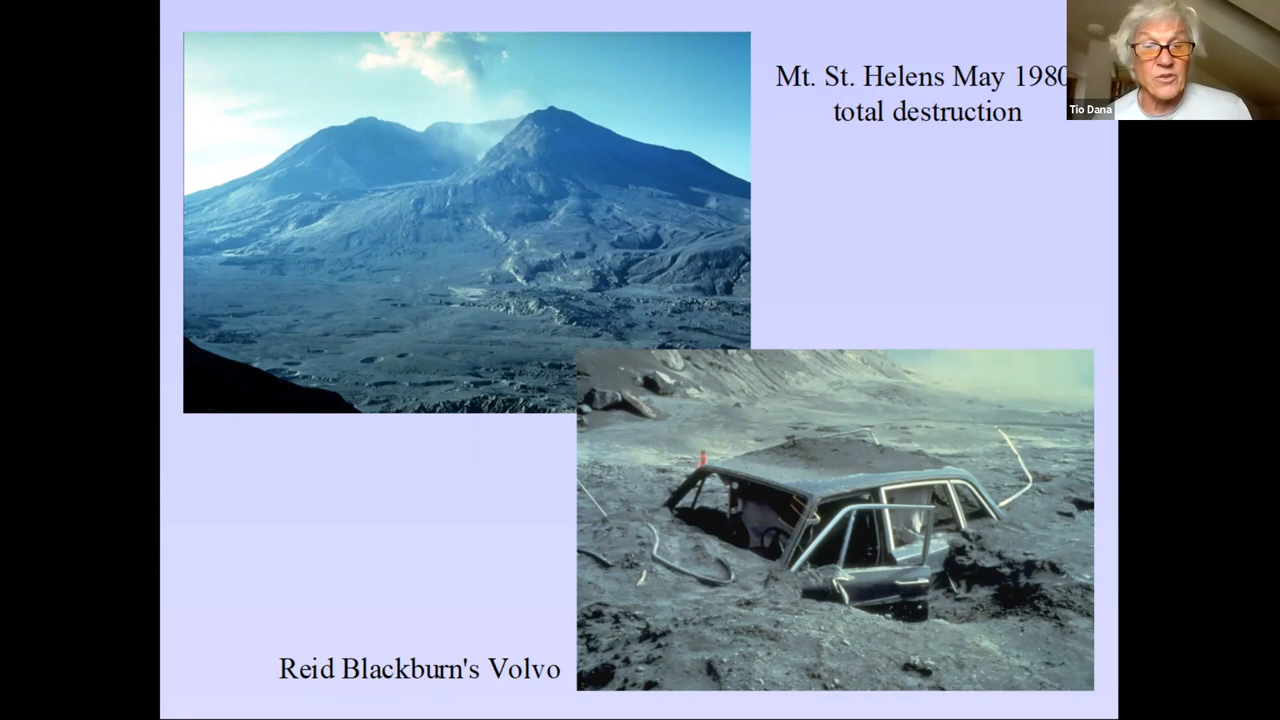 Mt. St. Helens May 1980
total destruction
Tio Dana
Reid Blackburn's Volvo